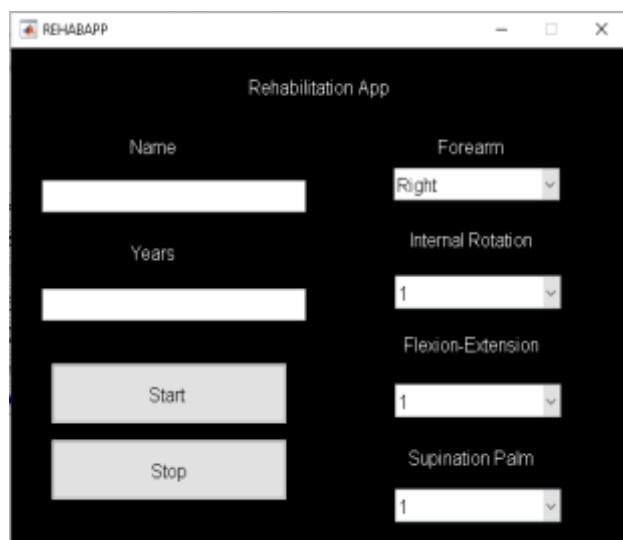 REHABAPP
Rehabilitation App
Name
Years
Start
Stop
Forearm
Right
Internal Rotation
1
Flexion-Extension
1
Supination Palm
1